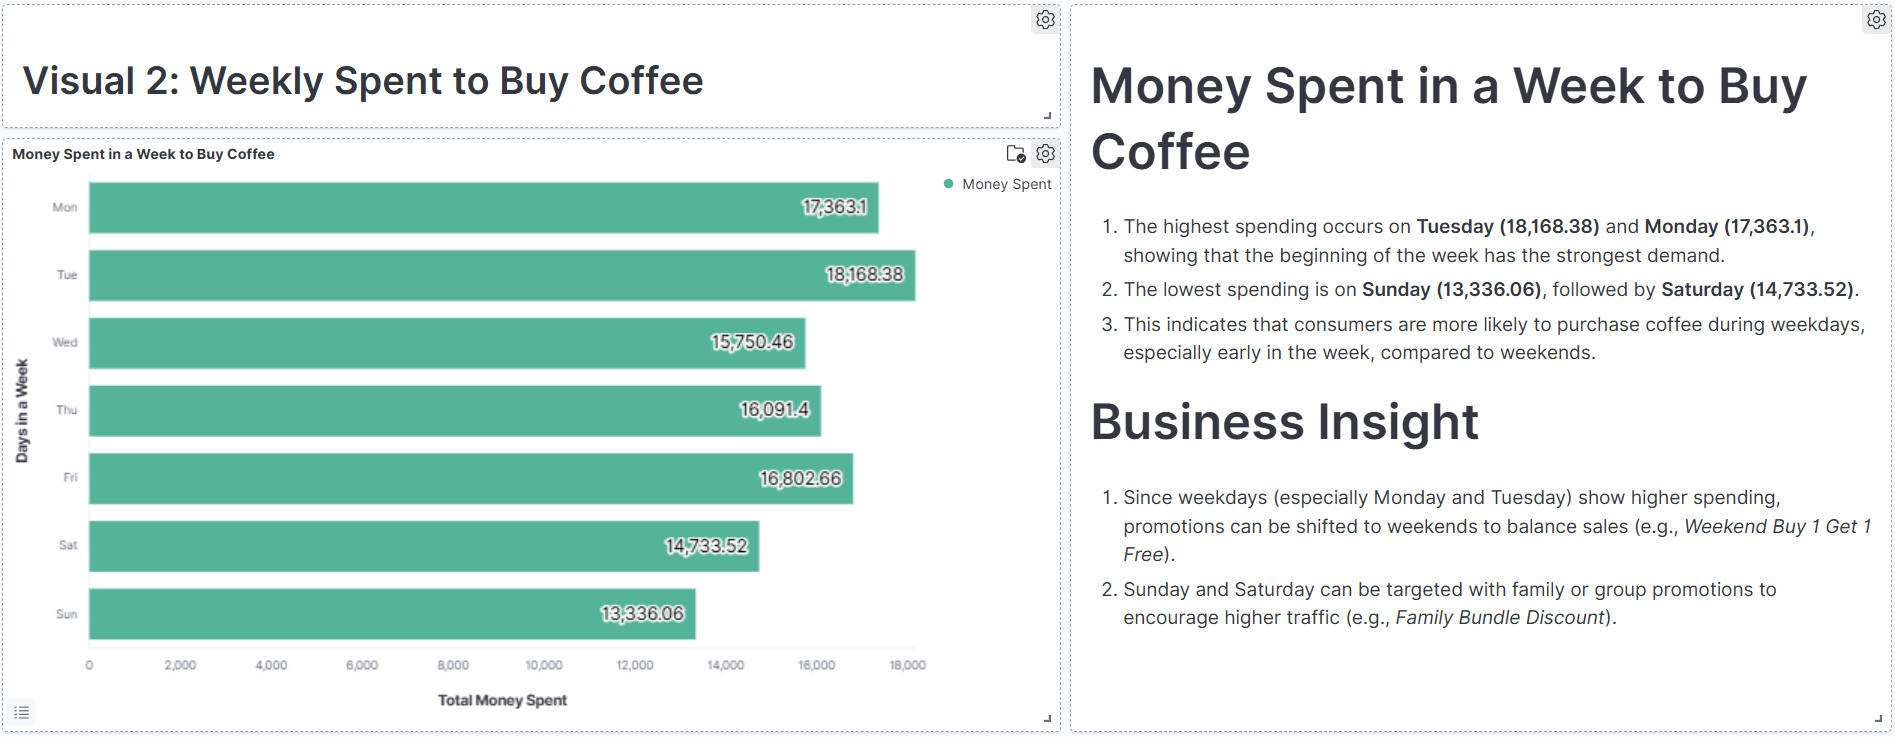 Visual 2: Weekly Spent to Buy Coffee
Money Spent in a Week to Buy Coffee
Money Spent
Days in a Week
Mon
17,363.1
Tue
18,168.38
Wed
15,750.46
Thu
16,091.4
Fri
16,802.66
Sat
14,733.52
Sun
13,336.06
0 2,000 4,000 6,000 8,000 10,000 12,000 14,000 16,000 18,000
Total Money Spent
Money Spent in a Week to Buy
Coffee
1. The highest spending occurs on Tuesday (18,168.38) and Monday (17,363.1),
showing that the beginning of the week has the strongest demand.
2. The lowest spending is on Sunday (13,336.06), followed by Saturday (14,733.52).
3. This indicates that consumers are more likely to purchase coffee during weekdays,
especially early in the week, compared to weekends.
Business Insight
1. Since weekdays (especially Monday and Tuesday) show higher spending,
promotions can be shifted to weekends to balance sales (e.g., Weekend Buy 1 Get 1
Free).
2. Sunday and Saturday can be targeted with family or group promotions to
encourage higher traffic (e.g., Family Bundle Discount).